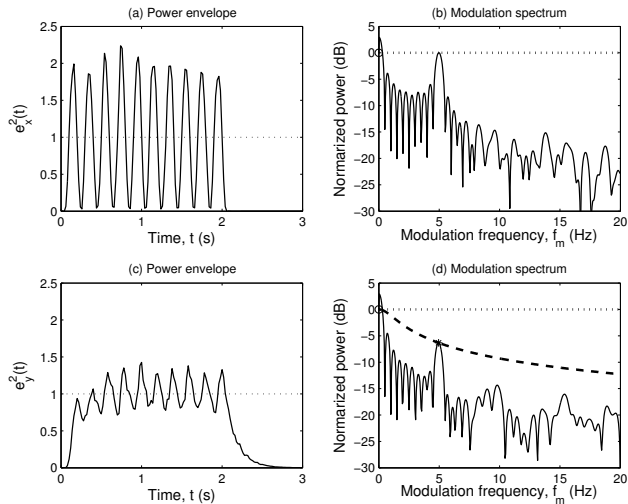 (a) Power envelope
2.5
2
1.5
1
0.5
0
e²ₓ(t)
0 1 2 3
Time, t (s)
(b) Modulation spectrum
5
0
−5
−10
−15
−20
−25
−30
Normarized power (dB)
0 5 10 15 20
Modulation frequency, fₘ (Hz)
(c) Power envelope
2.5
2
1.5
1
0.5
0
e²ᵧ(t)
0 1 2 3
Time, t (s)
(d) Modulation spectrum
5
0
−5
−10
−15
−20
−25
−30
Normarized power (dB)
0 5 10 15 20
Modulation frequency, fₘ (Hz)